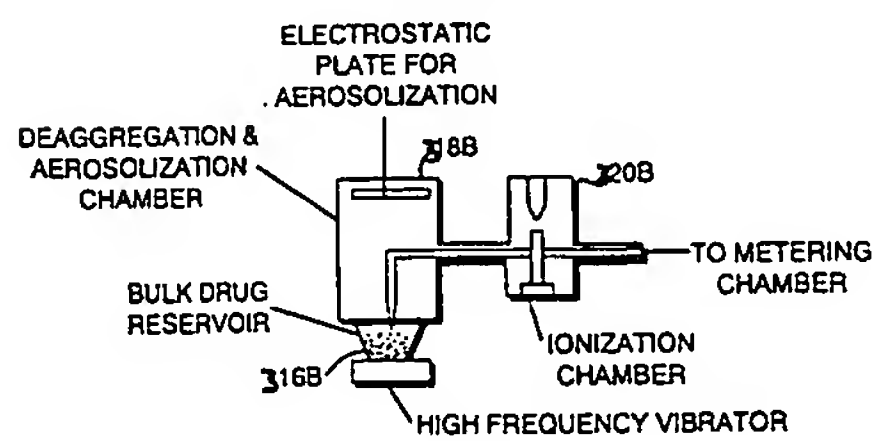 ELECTROSTATIC
PLATE FOR
AEROSOLIZATION
318B
320B
DEAGGREGATION &
AEROSOLIZATION
CHAMBER
TO METERING
CHAMBER
BULK DRUG
RESERVOIR
316B
IONIZATION
CHAMBER
HIGH FREQUENCY VIBRATOR